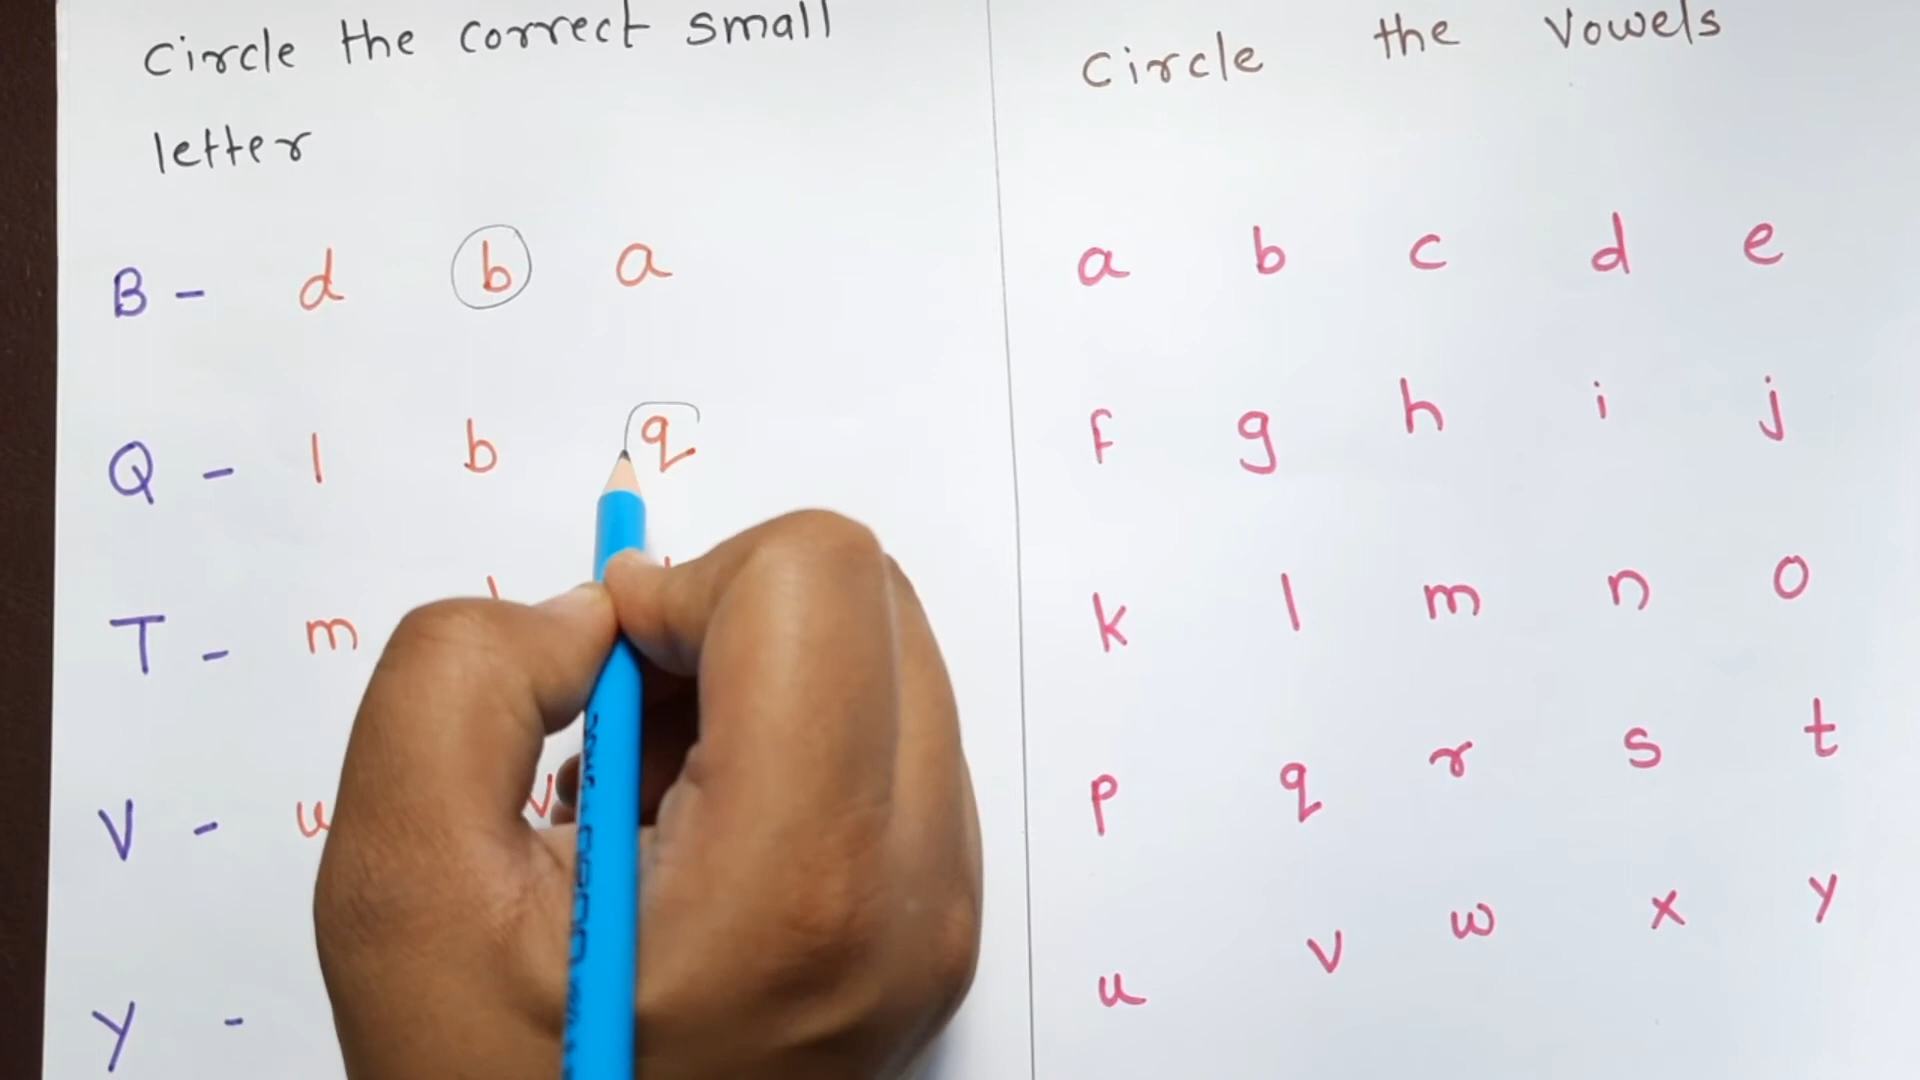 Circle the correct small
letter
B - d b a
Q - l b q
T - m
V - u v
Y -
Circle the Vowels
a b c d e
f g h i j
k l m n o
p q r s t
u v w x y